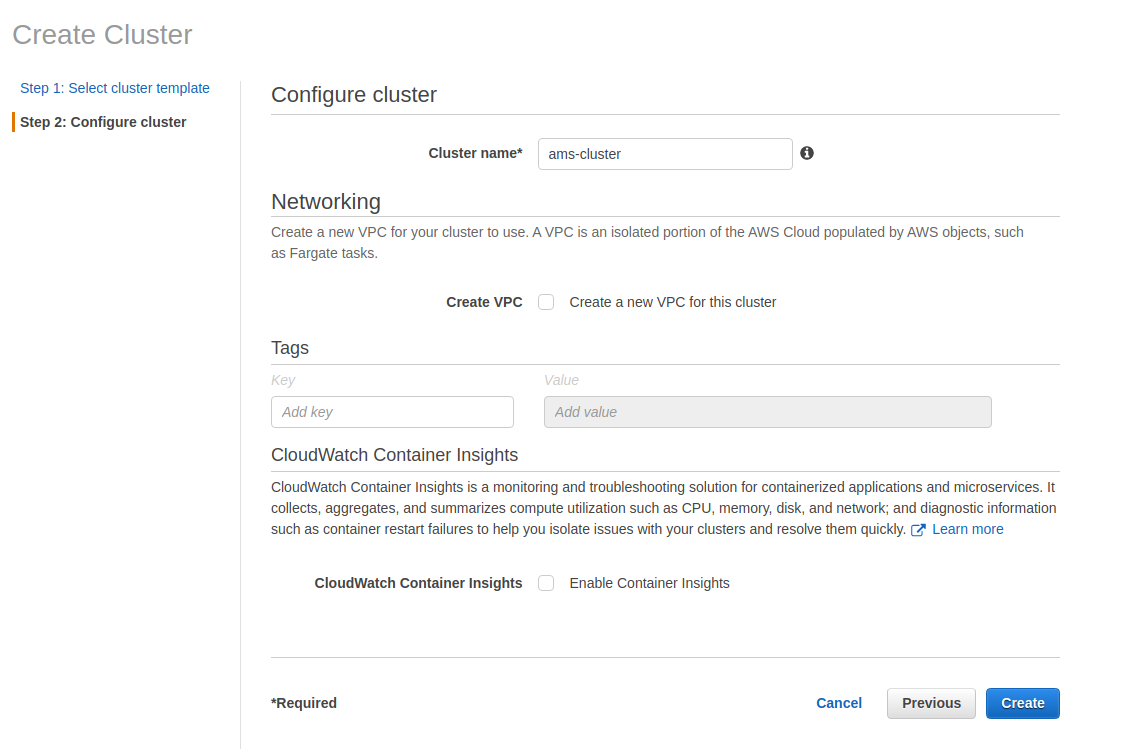 Create Cluster
Step 1: Select cluster template
Step 2: Configure cluster
Configure cluster
Cluster name* ams-cluster
Networking
Create a new VPC for your cluster to use. A VPC is an isolated portion of the AWS Cloud populated by AWS objects, such
as Fargate tasks.
Create VPC Create a new VPC for this cluster
Tags
Key Value
Add key Add value
CloudWatch Container Insights
CloudWatch Container Insights is a monitoring and troubleshooting solution for containerized applications and microservices. It
collects, aggregates, and summarizes compute utilization such as CPU, memory, disk, and network; and diagnostic information
such as container restart failures to help you isolate issues with your clusters and resolve them quickly. Learn more
CloudWatch Container Insights Enable Container Insights
*Required Cancel Previous Create